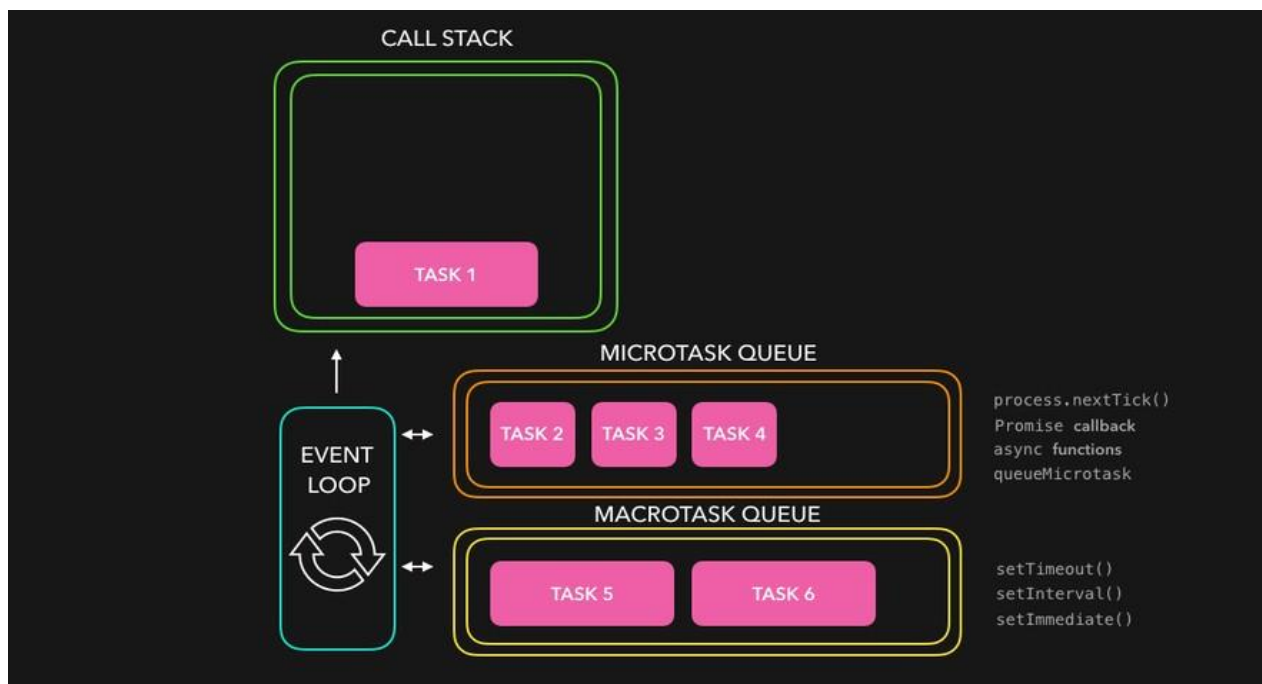 CALL STACK
TASK 1
MICROTASK QUEUE
TASK 2 TASK 3 TASK 4
process.nextTick()
Promise callback
async functions
queueMicrotask
EVENT
LOOP
MACROTASK QUEUE
TASK 5 TASK 6
setTimeout()
setInterval()
setImmediate()